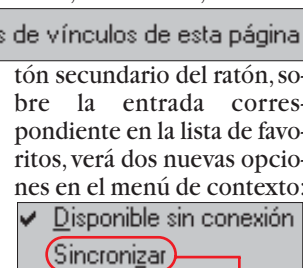 s de vínculos de esta página
tón secundario del ratón, so-
bre la entrada corres-
pondiente en la lista de favo-
ritos, verá dos nuevas opcio-
nes en el menú de contexto:
✔ Disponible sin conexión
Sincronizar